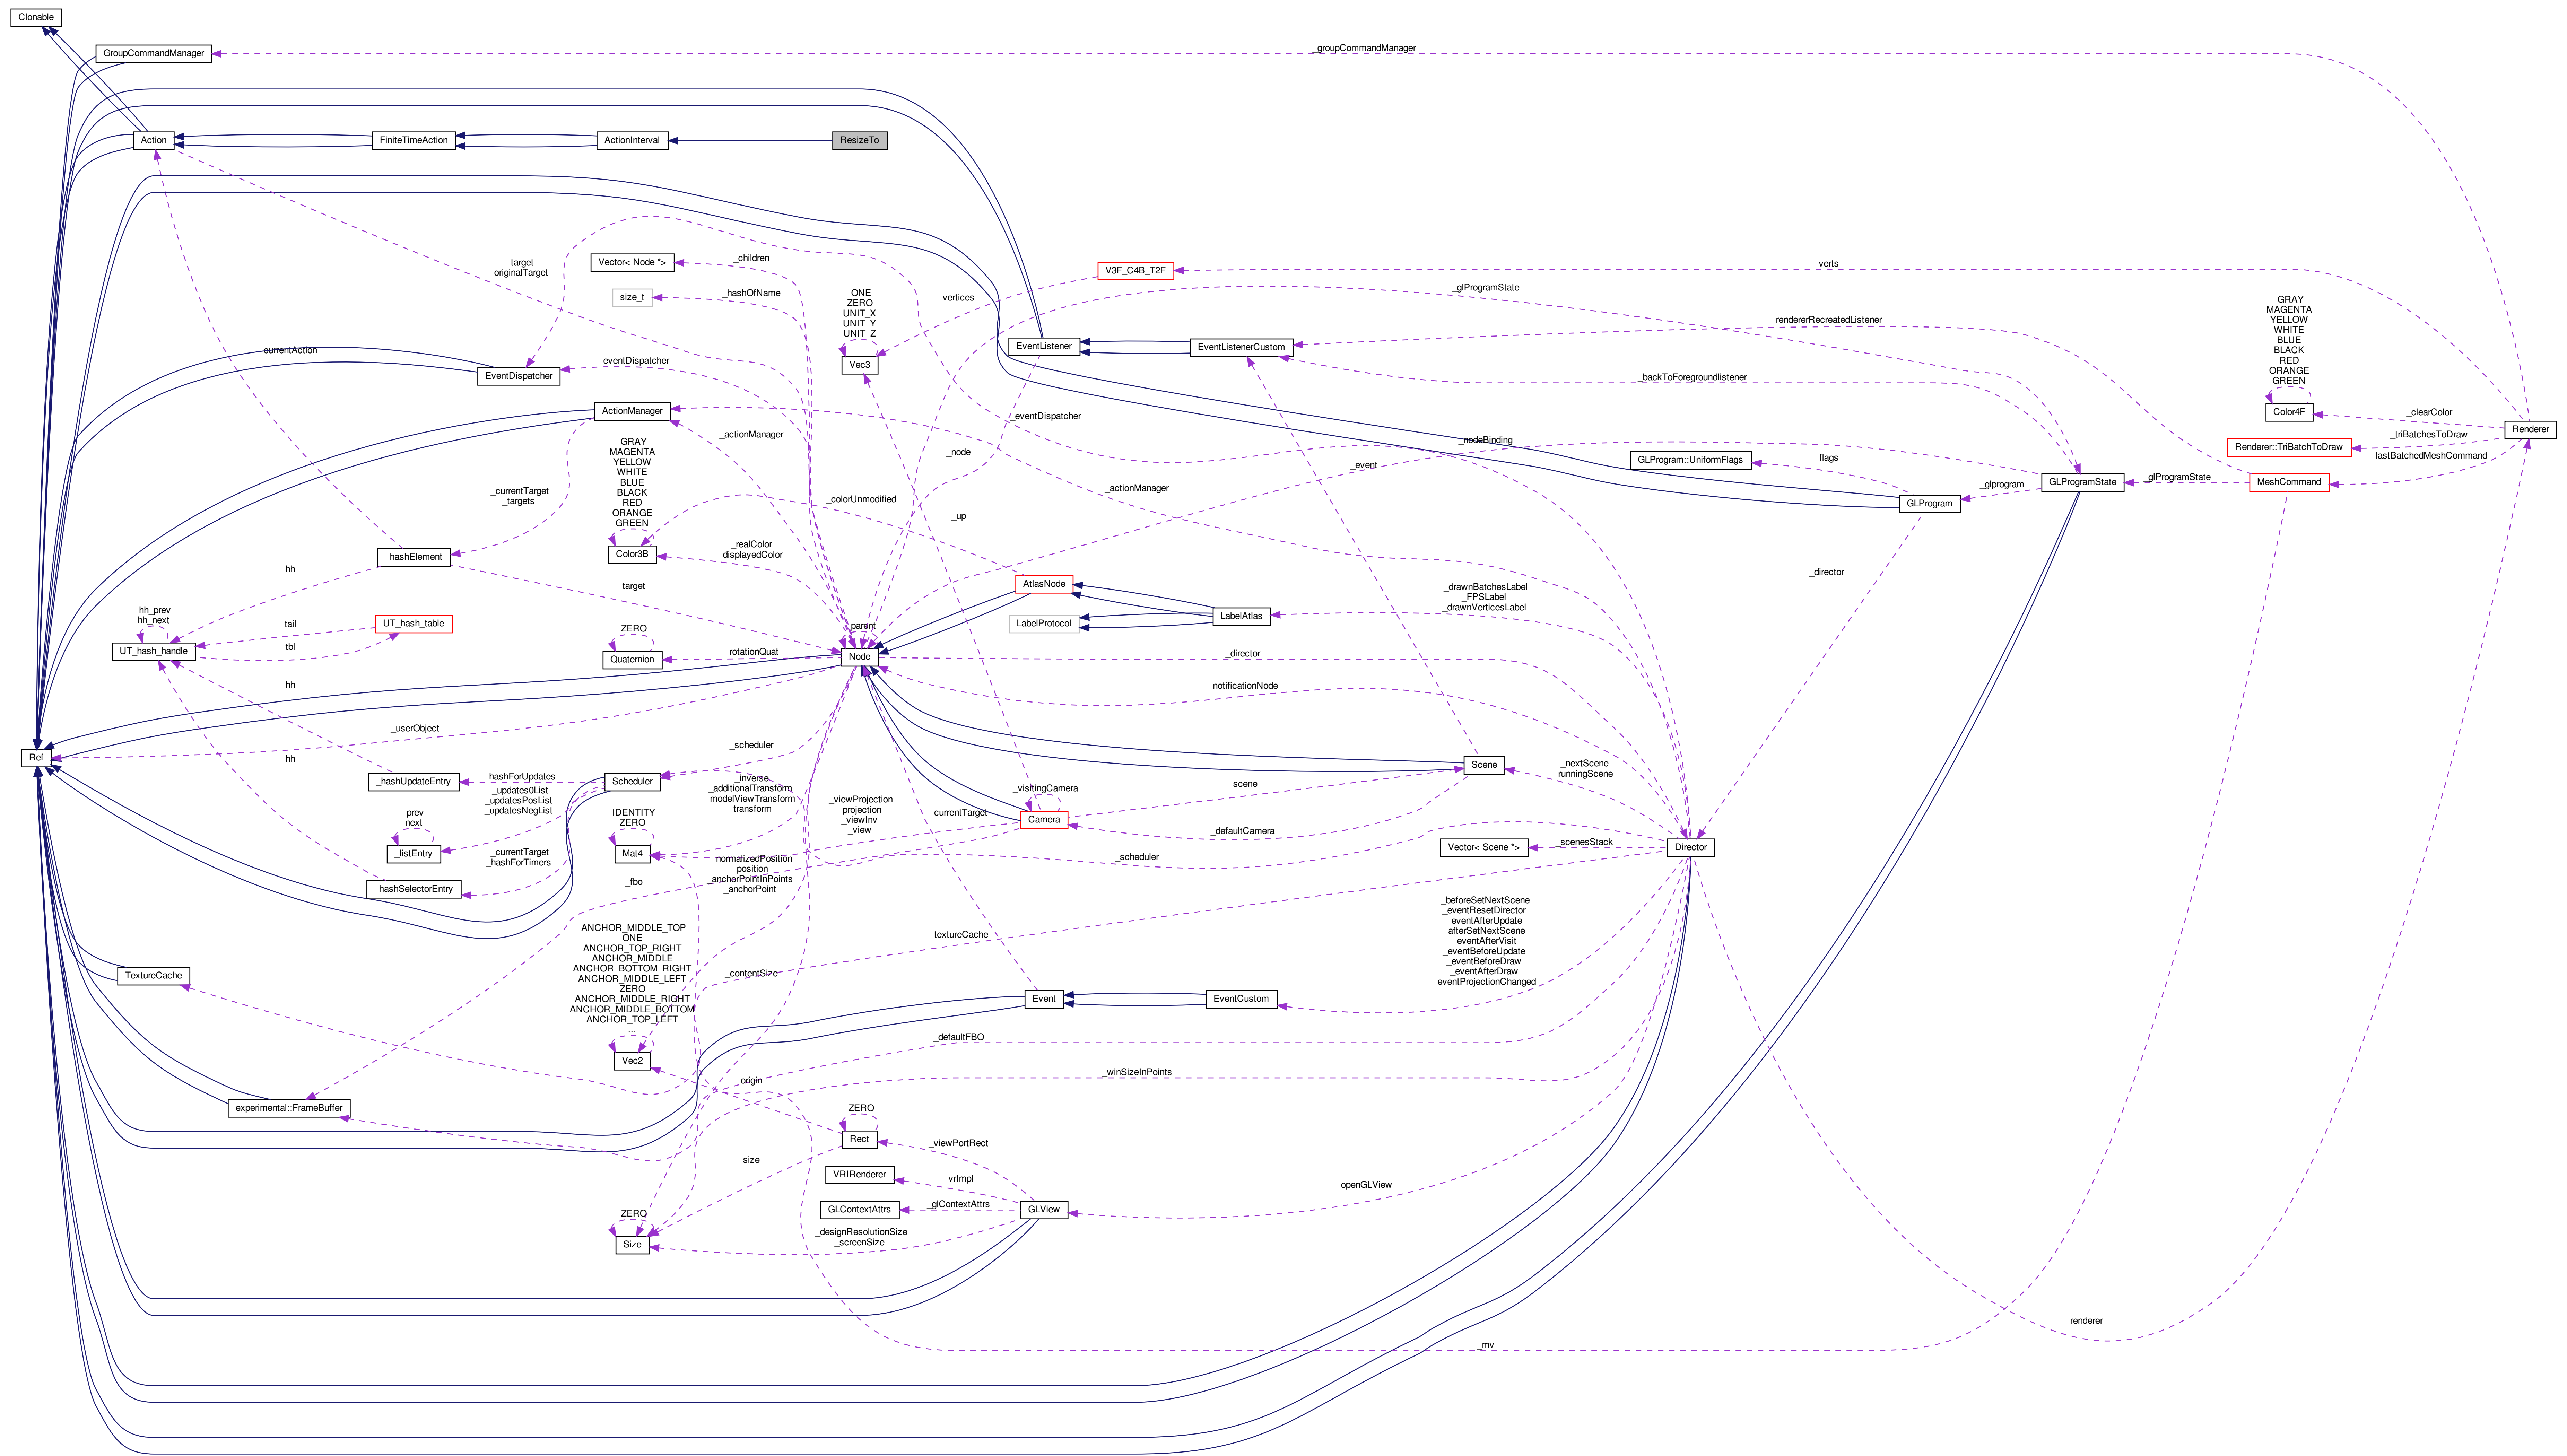 Clonable
GroupCommandManager
_groupCommandManager
Action
FiniteTimeAction
ActionInterval
ResizeTo
_target
_originalTarget
Vector< Node *>
_children
size_t
_hashOfName
V3F_C4B_T2F
_verts
vertices
_glProgramState
ONE
ZERO
UNIT_X
UNIT_Y
UNIT_Z
Vec3
EventListener
EventListenerCustom
_rendererRecreatedListener
GRAY
MAGENTA
YELLOW
WHITE
BLUE
BLACK
RED
ORANGE
GREEN
Color4F
currentAction
_eventDispatcher
EventDispatcher
_backToForegroundlistener
ActionManager
_clearColor
Renderer
_eventDispatcher
_actionManager
_node
_nodeBinding
_triBatchesToDraw
Renderer::TriBatchToDraw
_lastBatchedMeshCommand
GRAY
MAGENTA
YELLOW
WHITE
BLUE
BLACK
RED
ORANGE
GREEN
Color3B
GLProgram::UniformFlags
_flags
_event
_actionManager
_glprogram
GLProgramState
_glProgramState
MeshCommand
GLProgram
_currentTarget
_targets
_colorUnmodified
_up
_realColor
_displayedColor
_hashElement
hh
target
AtlasNode
_director
_drawnBatchesLabel
_FPSLabel
_drawnVerticesLabel
LabelAtlas
LabelProtocol
hh_prev
hh_next
UT_hash_handle
tail
tbl
UT_hash_table
ZERO
Quaternion
_rotationQuat
_parent
Node
_director
hh
_notificationNode
_userObject
Ref
hh
_scheduler
_hashUpdateEntry
_hashForUpdates
Scheduler
_updates0List
_updatesPosList
_updatesNegList
_inverse
_additionalTransform
_modelViewTransform
_transform
_visitingCamera
Camera
_scene
Scene
_nextScene
_runningScene
prev
next
_listEntry
IDENTITY
ZERO
Mat4
_viewProjection
_projection
_viewInv
_view
_currentTarget
_defaultCamera
_scheduler
Vector< Scene *>
_scenesStack
Director
_currentTarget
_hashForTimers
_hashSelectorEntry
_fbo
_normalizedPosition
_position
_anchorPointInPoints
_anchorPoint
_beforeSetNextScene
_eventResetDirector
_eventAfterUpdate
_afterSetNextScene
_eventAfterVisit
_eventBeforeUpdate
_eventBeforeDraw
_eventAfterDraw
_eventProjectionChanged
_textureCache
TextureCache
ANCHOR_MIDDLE_TOP
ONE
ANCHOR_TOP_RIGHT
ANCHOR_MIDDLE
ANCHOR_BOTTOM_RIGHT
ANCHOR_MIDDLE_LEFT
ZERO
ANCHOR_MIDDLE_RIGHT
ANCHOR_MIDDLE_BOTTOM
ANCHOR_TOP_LEFT
...
Vec2
_contentSize
Event
EventCustom
_defaultFBO
_winSizeInPoints
origin
experimental::FrameBuffer
ZERO
Rect
_viewPortRect
size
VRIRenderer
_vrImpl
GLContextAttrs
_glContextAttrs
GLView
_openGLView
ZERO
Size
_designResolutionSize
_screenSize
_renderer
_mv